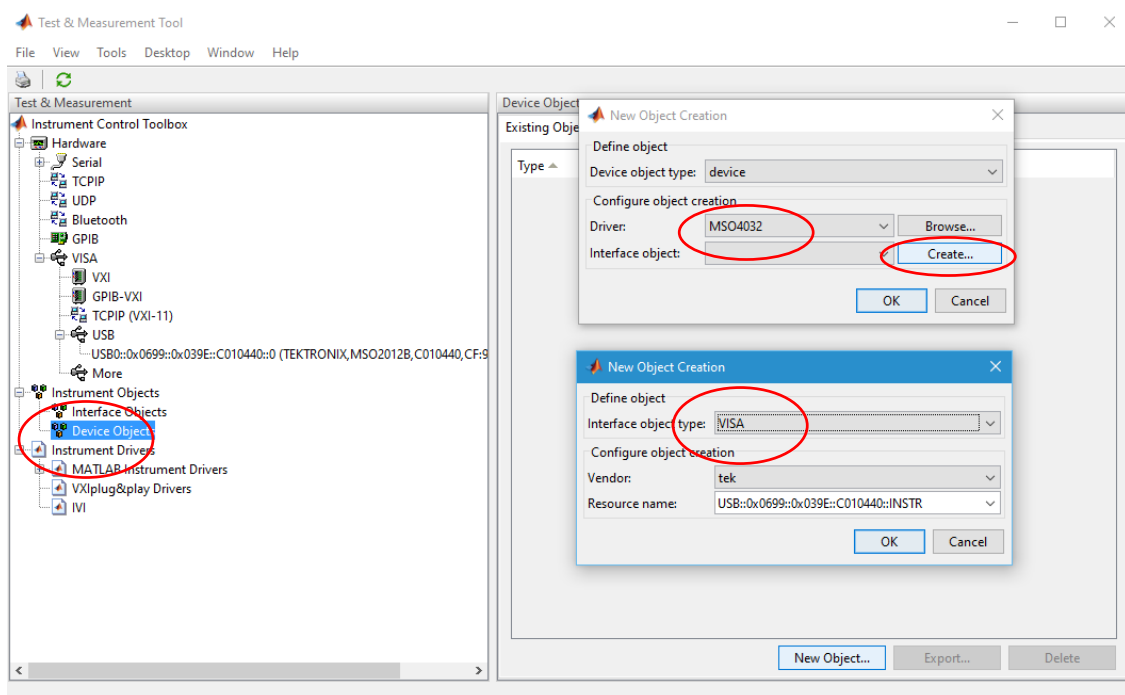 Test & Measurement Tool
File View Tools Desktop Window Help
Test & Measurement
Instrument Control Toolbox
Hardware
Serial
TCPIP
UDP
Bluetooth
GPIB
VISA
VXI
GPIB-VXI
TCPIP (VXI-11)
USB
USB0::0x0699::0x039E::C010440::0 (TEKTRONIX,MSO2012B,C010440,CF:9
More
Instrument Objects
Interface Objects
Device Objects
Instrument Drivers
MATLAB Instrument Drivers
VXIplug&play Drivers
IVI
Device Object
Existing Obje
Type
New Object Creation
Define object
Device object type: device
Configure object creation
Driver: MSO4032 Browse...
Interface object: Create...
OK Cancel
New Object Creation
Define object
Interface object type: VISA
Configure object creation
Vendor: tek
Resource name: USB::0x0699::0x039E::C010440::INSTR
OK Cancel
New Object... Export... Delete